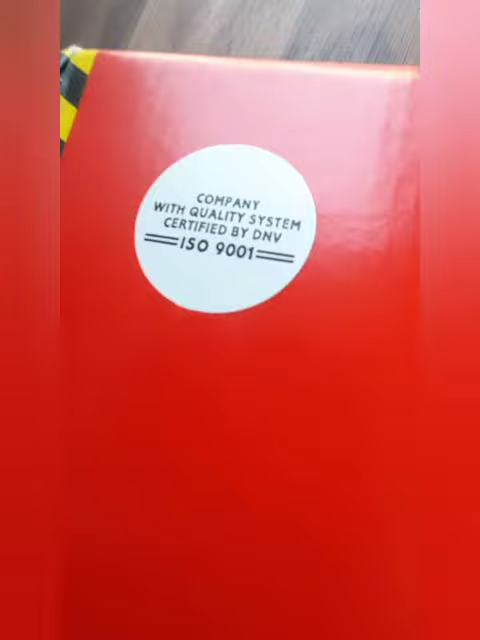 COMPANY
WITH QUALITY SYSTEM
CERTIFIED BY DNV
ISO 9001